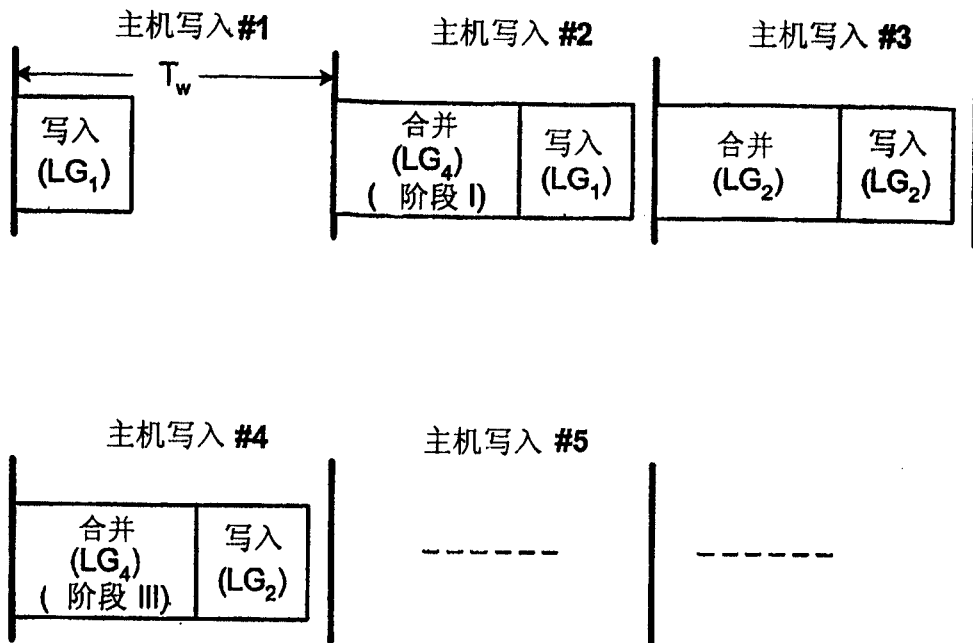 主机写入#1
主机写入 #2
主机写入 #3
Tw
写入
(LG1)
合并
(LG4)
( 阶段 I)
写入
(LG1)
合并
(LG2)
写入
(LG2)
主机写入 #4
主机写入 #5
合并
(LG4)
( 阶段 III)
写入
(LG2)